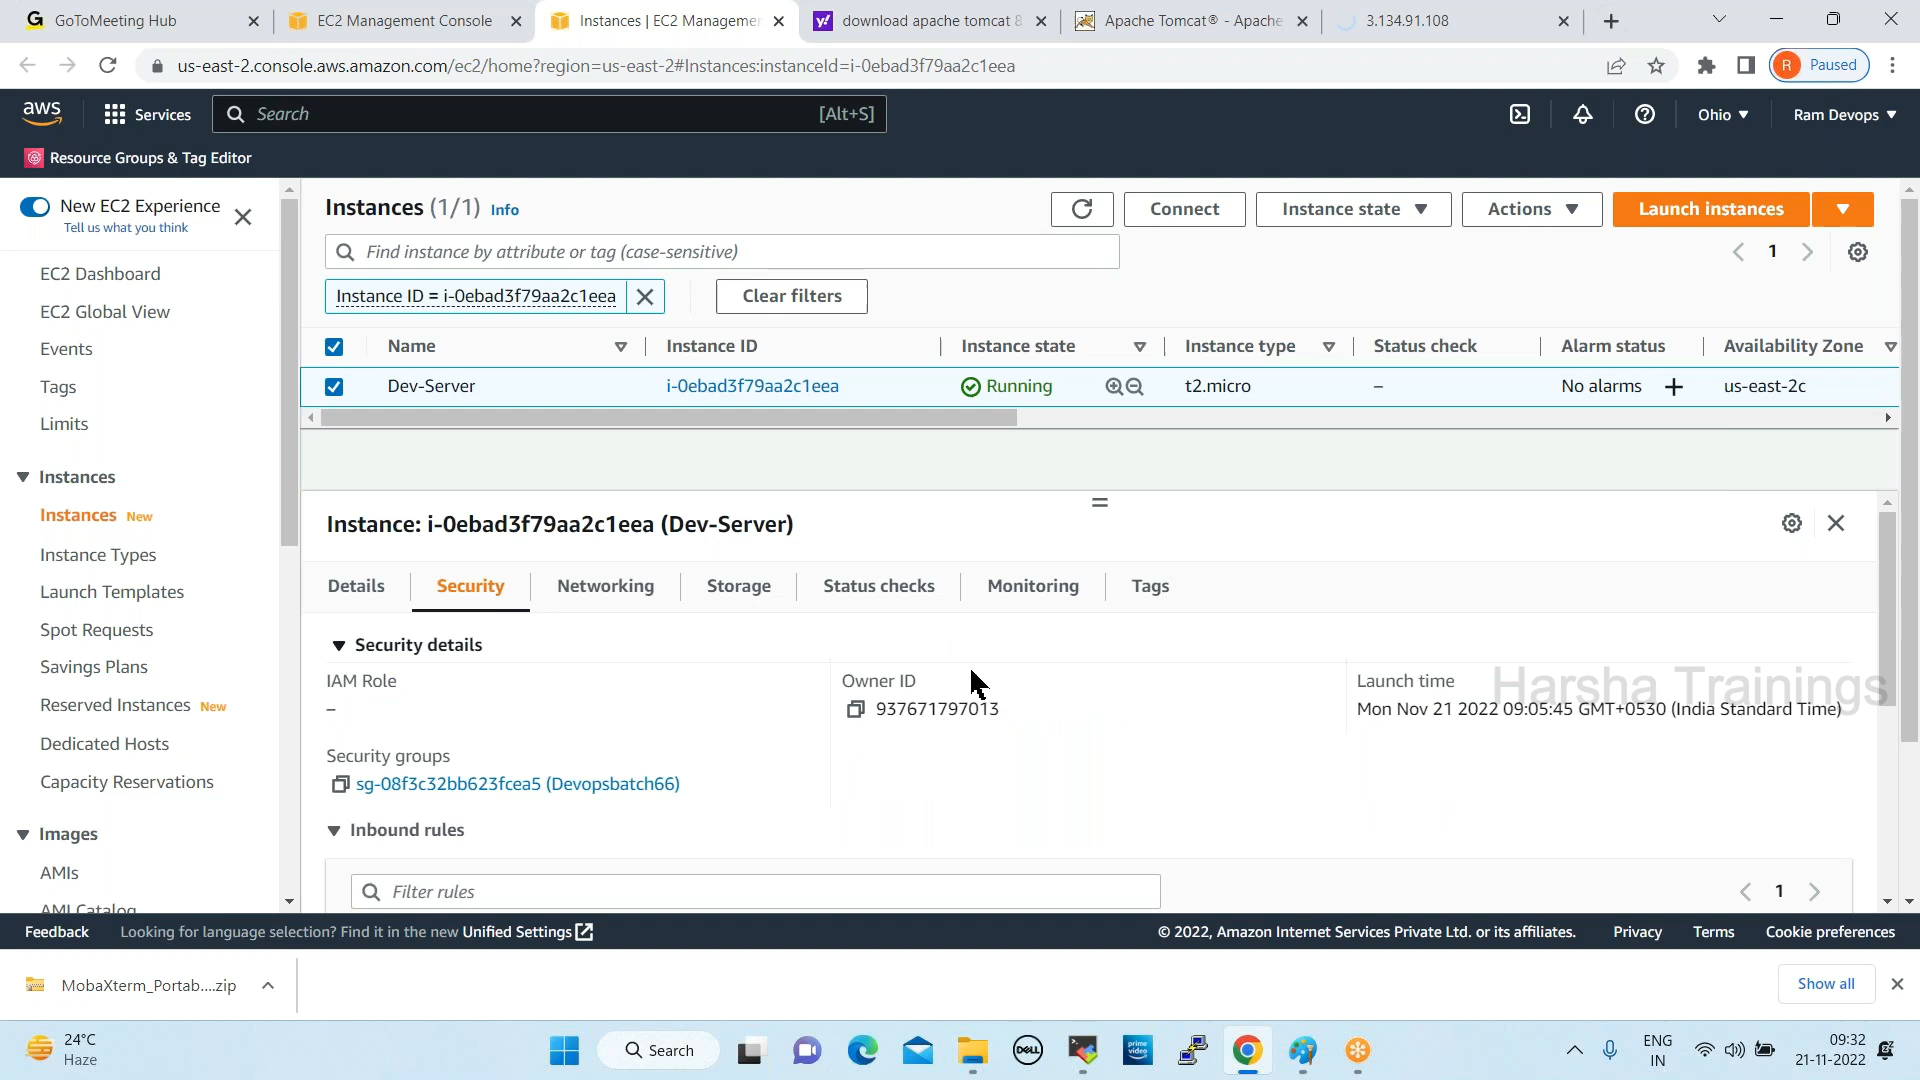 GoToMeeting Hub
EC2 Management Console
Instances | EC2 Managemen
download apache tomcat 8
Apache Tomcat® - Apache
3.134.91.108
us-east-2.console.aws.amazon.com/ec2/home?region=us-east-2#Instances:instanceId=i-0ebad3f79aa2c1eea
R Paused
aws
Services
Search
[Alt+S]
Ohio
Ram Devops
Resource Groups & Tag Editor
New EC2 Experience
Tell us what you think
EC2 Dashboard
EC2 Global View
Events
Tags
Limits
Instances
Instances New
Instance Types
Launch Templates
Spot Requests
Savings Plans
Reserved Instances New
Dedicated Hosts
Capacity Reservations
Images
AMIs
AMI Catalog
Instances (1/1) Info
Connect
Instance state
Actions
Launch instances
Find instance by attribute or tag (case-sensitive)
1
Instance ID = i-0ebad3f79aa2c1eea
Clear filters
Name
Instance ID
Instance state
Instance type
Status check
Alarm status
Availability Zone
Dev-Server
i-0ebad3f79aa2c1eea
Running
t2.micro
–
No alarms
us-east-2c
Instance: i-0ebad3f79aa2c1eea (Dev-Server)
Details
Security
Networking
Storage
Status checks
Monitoring
Tags
Security details
IAM Role
–
Owner ID
937671797013
Launch time
Mon Nov 21 2022 09:05:45 GMT+0530 (India Standard Time)
Harsha Trainings
Security groups
sg-08f3c32bb623fcea5 (Devopsbatch66)
Inbound rules
Filter rules
1
Feedback
Looking for language selection? Find it in the new Unified Settings
© 2022, Amazon Internet Services Private Ltd. or its affiliates.
Privacy
Terms
Cookie preferences
MobaXterm_Portab....zip
Show all
24°C
Haze
Search
DELL
prime
video
ENG
IN
09:32
21-11-2022